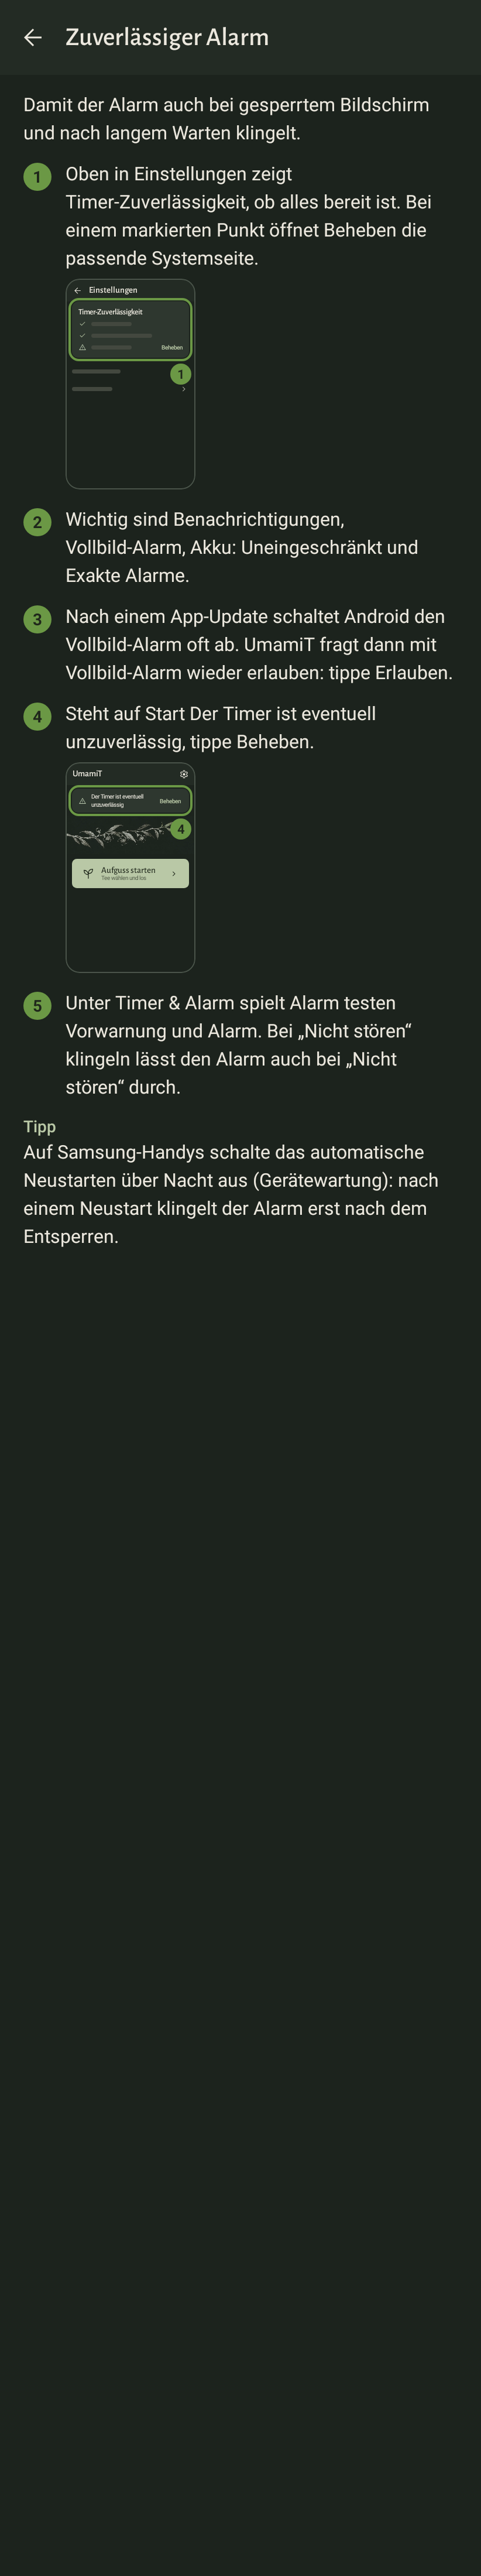 Zuverlässiger Alarm
Damit der Alarm auch bei gesperrtem Bildschirm
und nach langem Warten klingelt.
1
Oben in Einstellungen zeigt
Timer-Zuverlässigkeit, ob alles bereit ist. Bei
einem markierten Punkt öffnet Beheben die
passende Systemseite.
Einstellungen
Timer-Zuverlässigkeit
Beheben
1
2
Wichtig sind Benachrichtigungen,
Vollbild-Alarm, Akku: Uneingeschränkt und
Exakte Alarme.
3
Nach einem App-Update schaltet Android den
Vollbild-Alarm oft ab. UmamiT fragt dann mit
Vollbild-Alarm wieder erlauben: tippe Erlauben.
4
Steht auf Start Der Timer ist eventuell
unzuverlässig, tippe Beheben.
UmamiT
Der Timer ist eventuell
unzuverlässig
Beheben
4
Aufguss starten
Tee wählen und los
5
Unter Timer & Alarm spielt Alarm testen
Vorwarnung und Alarm. Bei „Nicht stören“
klingeln lässt den Alarm auch bei „Nicht
stören“ durch.
Tipp
Auf Samsung-Handys schalte das automatische
Neustarten über Nacht aus (Gerätewartung): nach
einem Neustart klingelt der Alarm erst nach dem
Entsperren.